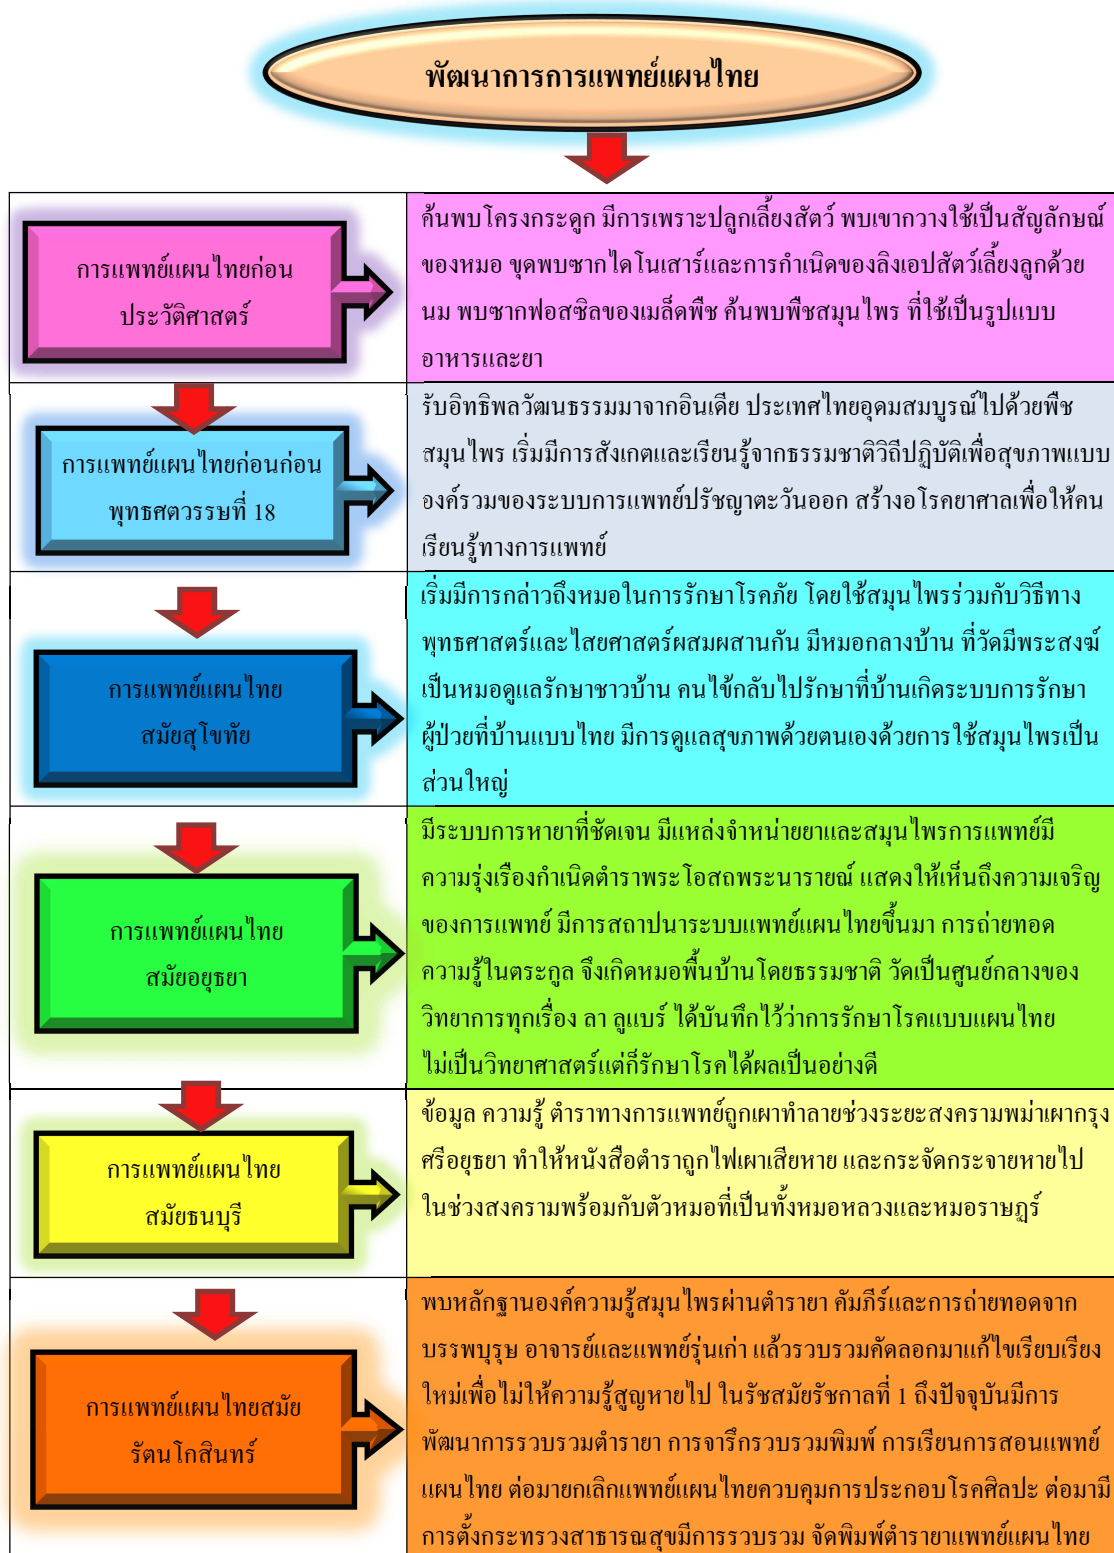 พัฒนาการการแพทย์แผนไทย
การแพทย์แผนไทยก่อน
ประวัติศาสตร์
ค้นพบโครงกระดูก มีการเพราะปลูกเลี้ยงสัตว์ พบเขากวางใช้เป็นสัญลักษณ์
ของหมอ ขุดพบซากไดโนเสาร์และการกำเนิดของลิงเอปสัตว์เลี้ยงลูกด้วย
นม พบซากฟอสซิลของเมล็ดพืช ค้นพบพืชสมุนไพร ที่ใช้เป็นรูปแบบ
อาหารและยา
การแพทย์แผนไทยก่อนก่อน
พุทธศตวรรษที่ 18
รับอิทธิพลวัฒนธรรมมาจากอินเดีย ประเทศไทยอุดมสมบูรณ์ไปด้วยพืช
สมุนไพร เริ่มมีการสังเกตและเรียนรู้จากธรรมชาติวิถีปฏิบัติเพื่อสุขภาพแบบ
องค์รวมของระบบการแพทย์ปรัชญาตะวันออก สร้างอโรคยาศาลเพื่อให้คน
เรียนรู้ทางการแพทย์
การแพทย์แผนไทย
สมัยสุโขทัย
เริ่มมีการกล่าวถึงหมอในการรักษาโรคภัย โดยใช้สมุนไพรร่วมกับวิธีทาง
พุทธศาสตร์และไสยศาสตร์ผสมผสานกัน มีหมอกลางบ้าน ที่วัดมีพระสงฆ์
เป็นหมอดูแลรักษาชาวบ้าน คนไข้กลับไปรักษาที่บ้านเกิดระบบการรักษา
ผู้ป่วยที่บ้านแบบไทย มีการดูแลสุขภาพด้วยตนเองด้วยการใช้สมุนไพรเป็น
ส่วนใหญ่
การแพทย์แผนไทย
สมัยอยุธยา
มีระบบการหายาที่ชัดเจน มีแหล่งจำหน่ายยาและสมุนไพรการแพทย์มี
ความรุ่งเรืองกำเนิดตำราพระโอสถพระนารายณ์ แสดงให้เห็นถึงความเจริญ
ของการแพทย์ มีการสถาปนาระบบแพทย์แผนไทยขึ้นมา การถ่ายทอด
ความรู้ในตระกูล จึงเกิดหมอพื้นบ้านโดยธรรมชาติ วัดเป็นศูนย์กลางของ
วิทยาการทุกเรื่อง ลา ลูแบร์ ได้บันทึกไว้ว่าการรักษาโรคแบบแผนไทย
ไม่เป็นวิทยาศาสตร์แต่ก็รักษาโรคได้ผลเป็นอย่างดี
การแพทย์แผนไทย
สมัยธนบุรี
ข้อมูล ความรู้ ตำราทางการแพทย์ถูกเผาทำลายช่วงระยะสงครามพม่าเผากรุง
ศรีอยุธยา ทำให้หนังสือตำราถูกไฟเผาเสียหาย และกระจัดกระจายหายไป
ในช่วงสงครามพร้อมกับตัวหมอที่เป็นทั้งหมอหลวงและหมอราษฎร์
การแพทย์แผนไทยสมัย
รัตนโกสินทร์
พบหลักฐานองค์ความรู้สมุนไพรผ่านตำรายา คัมภีร์และการถ่ายทอดจาก
บรรพบุรุษ อาจารย์และแพทย์รุ่นเก่า แล้วรวบรวมคัดลอกมาแก้ไขเรียบเรียง
ใหม่เพื่อไม่ให้ความรู้สูญหายไป ในรัชสมัยรัชกาลที่ 1 ถึงปัจจุบันมีการ
พัฒนาการรวบรวมตำรายา การจารึกรวบรวมพิมพ์ การเรียนการสอนแพทย์
แผนไทย ต่อมายกเลิกแพทย์แผนไทยควบคุมการประกอบโรคศิลปะ ต่อมามี
การตั้งกระทรวงสาธารณสุขมีการรวบรวม จัดพิมพ์ตำรายาแพทย์แผนไทย